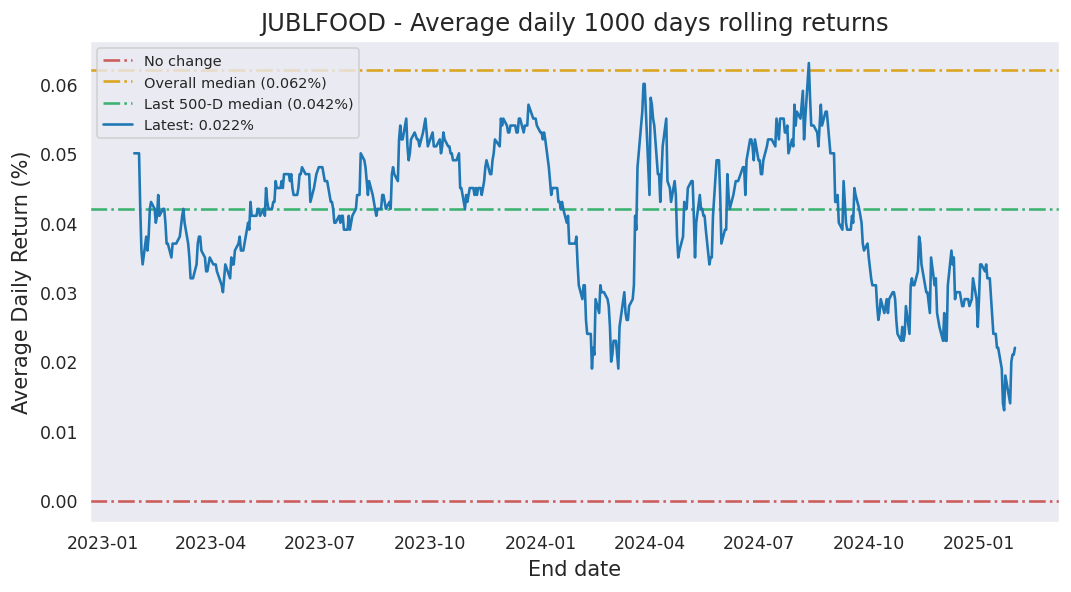 JUBLFOOD - Average daily 1000 days rolling returns
No change
Overall median (0.062%)
Last 500-D median (0.042%)
Latest: 0.022%
Average Daily Return (%)
0.06
0.05
0.04
0.03
0.02
0.01
0.00
2023-01 2023-04 2023-07 2023-10 2024-01 2024-04 2024-07 2024-10 2025-01
End date